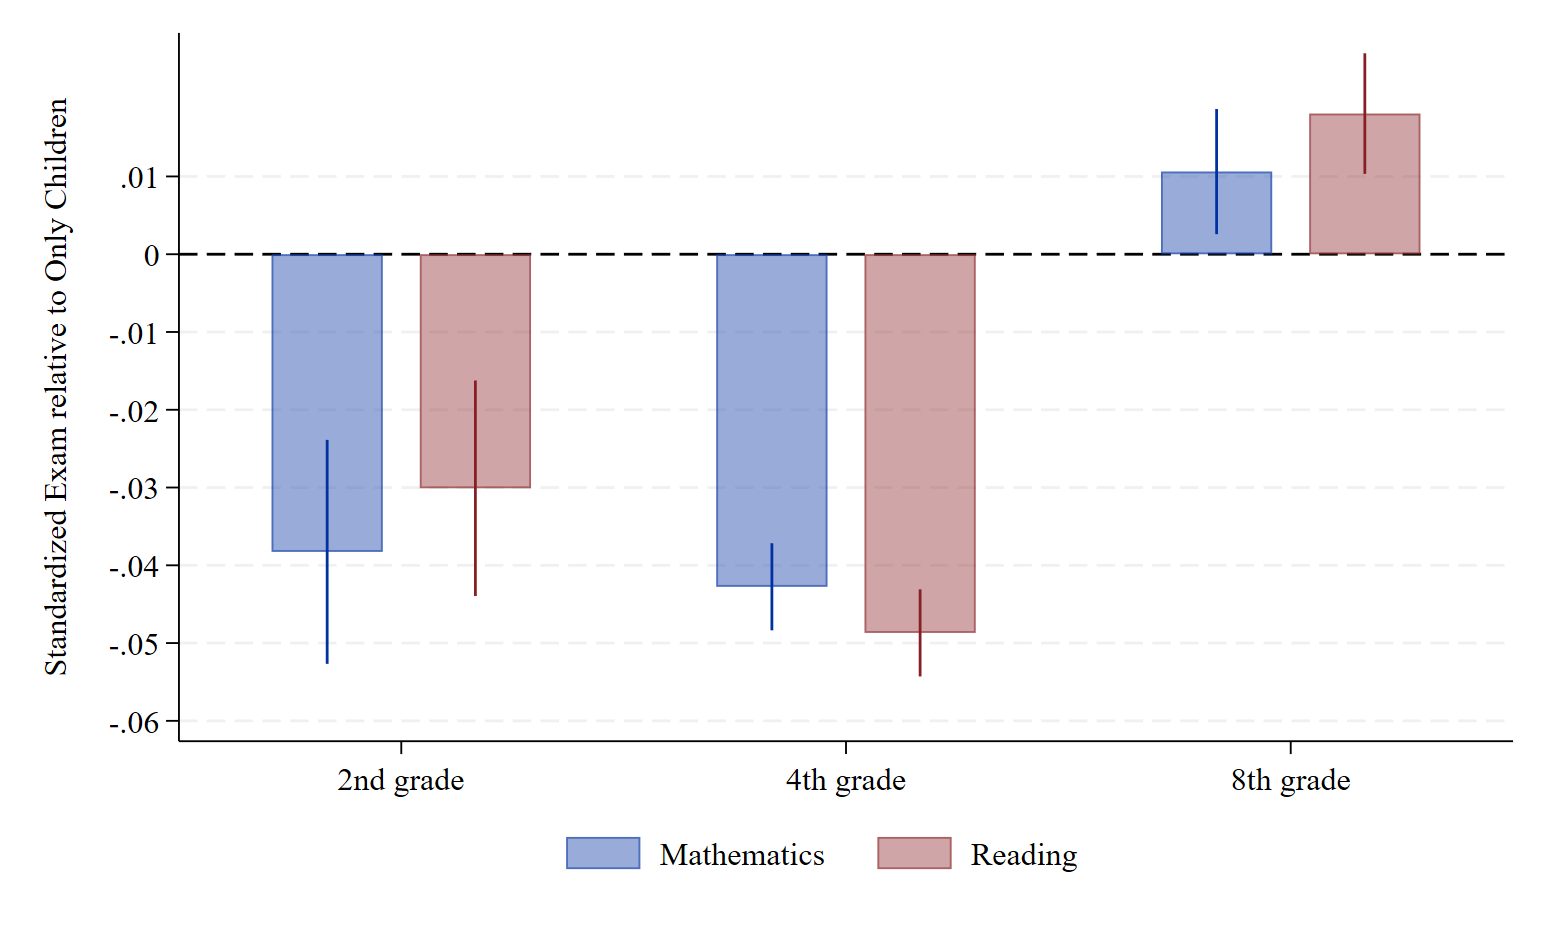 Standardized Exam relative to Only Children
.01
0
-.01
-.02
-.03
-.04
-.05
-.06
2nd grade 4th grade 8th grade
Mathematics Reading